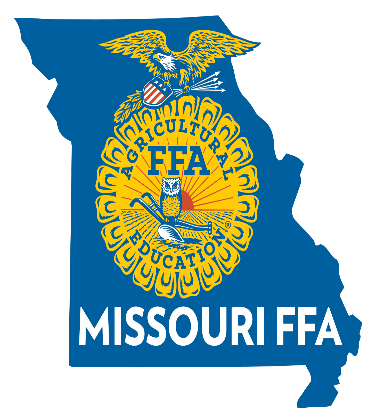 AGRICULTURAL
FFA
EDUCATION
®
MISSOURI FFA